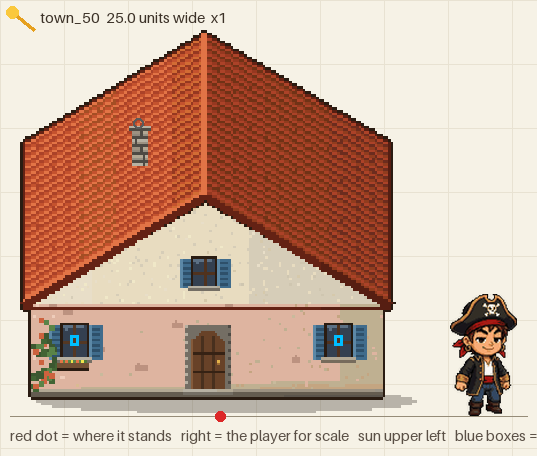 town_50 25.0 units wide x1
red dot = where it stands right = the player for scale sun upper left blue boxes =